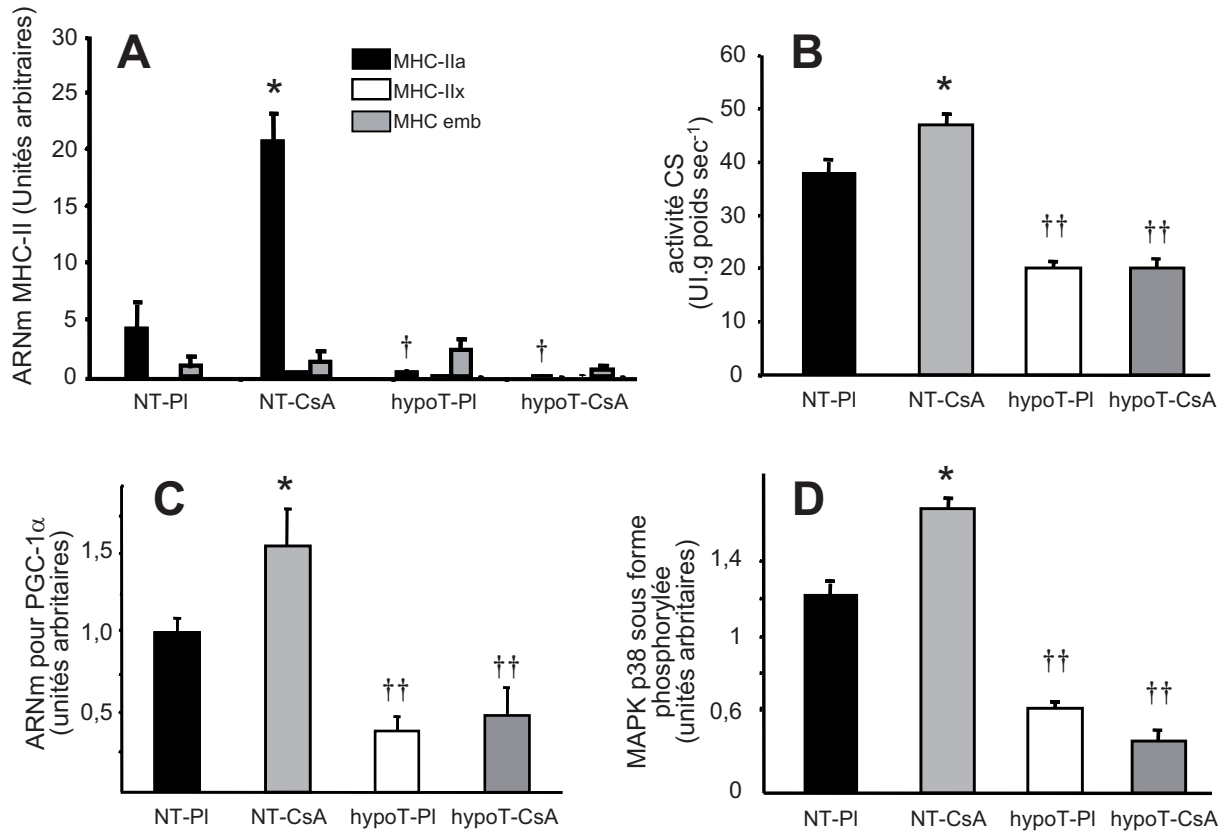 A
ARNm MHC-II (Unités arbitraires)
30
25
20
15
10
5
0
MHC-IIa
MHC-IIx
MHC emb
*
†
†
NT-Pl
NT-CsA
hypoT-Pl
hypoT-CsA
B
activité CS
(UI.g poids sec-1)
60
50
40
30
20
10
0
*
††
††
NT-Pl
NT-CsA
hypoT-Pl
hypoT-CsA
C
ARNm pour PGC-1α
(unités arbritaires)
1,5
1,0
0,5
*
††
††
NT-Pl
NT-CsA
hypoT-Pl
hypoT-CsA
D
MAPK p38 sous forme
phosphorylée
(unités arbritaires)
1,4
1
0,6
0
*
††
††
NT-Pl
NT-CsA
hypoT-Pl
hypoT-CsA